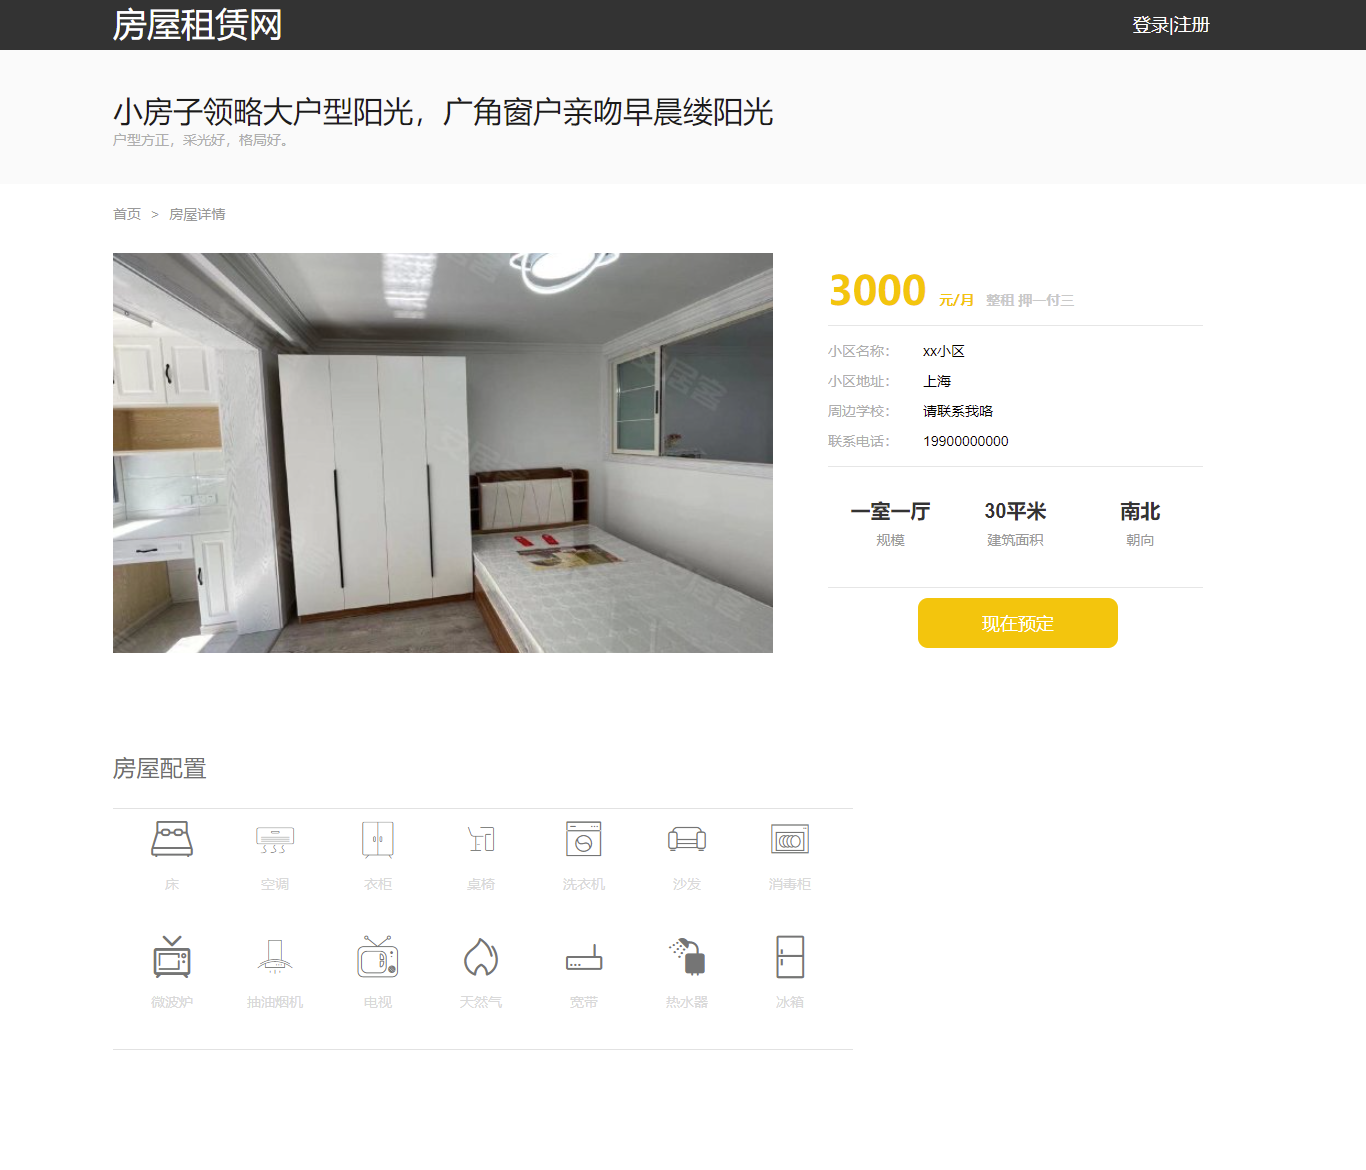 房屋租赁网
登录|注册
小房子领略大户型阳光，广角窗户亲吻早晨缕阳光
户型方正，采光好，格局好。
首页 > 房屋详情
3000 元/月 整租 押一付三
小区名称： xx小区
小区地址： 上海
周边学校： 请联系我咯
联系电话： 19900000000
一室一厅 30平米 南北
规模 建筑面积 朝向
现在预定
房屋配置
床 空调 衣柜 桌椅 洗衣机 沙发 消毒柜
微波炉 抽油烟机 电视 天然气 宽带 热水器 冰箱